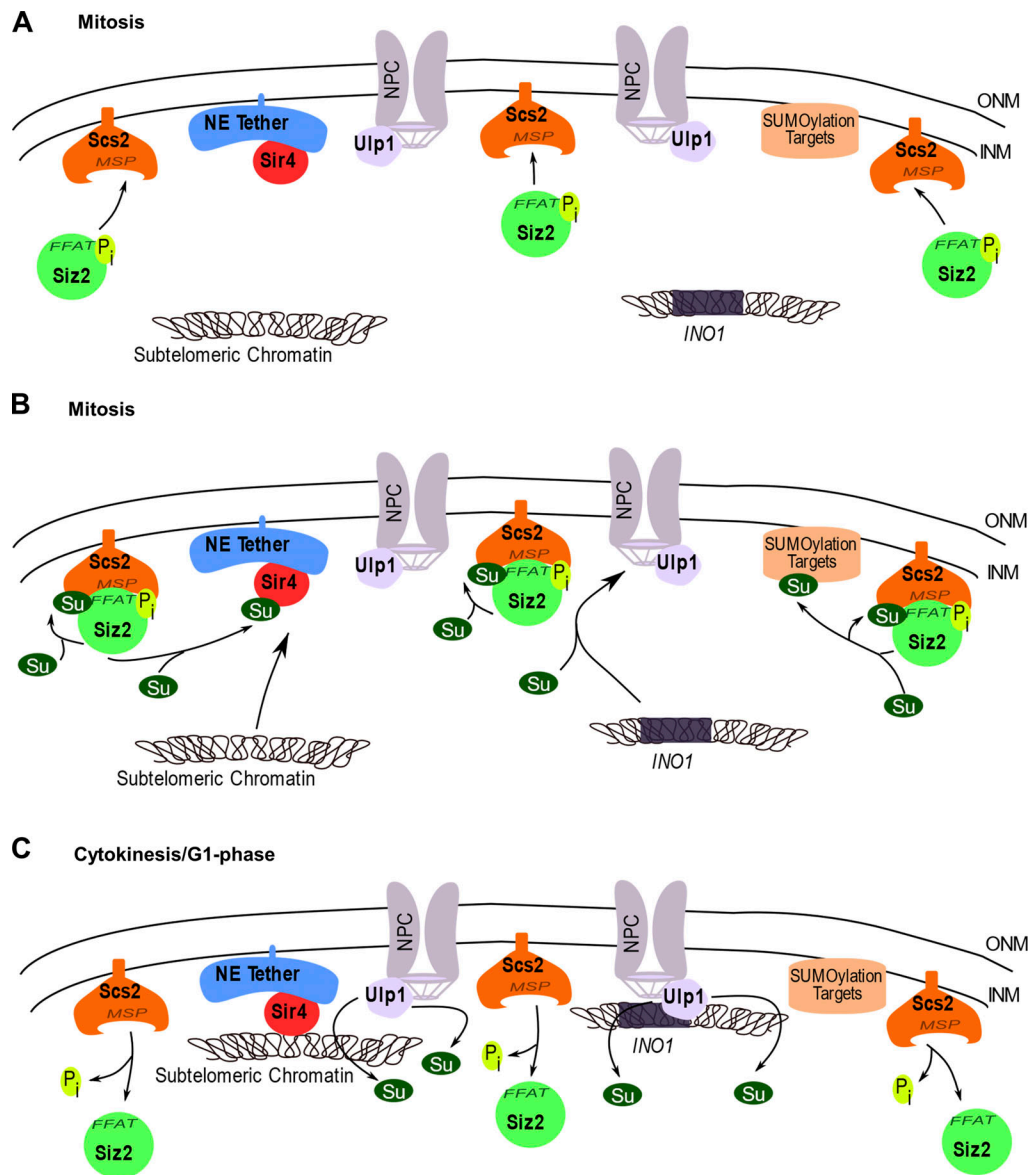 A Mitosis
ONM
INM
NPC
NPC
Scs2
MSP
NE Tether
Sir4
Ulp1
Scs2
MSP
Ulp1
SUMOylation
Targets
Scs2
MSP
FFAT
Pi
Siz2
FFAT
Pi
Siz2
FFAT
Pi
Siz2
Subtelomeric Chromatin
INO1
B Mitosis
ONM
INM
NPC
NPC
Scs2
MSP
NE Tether
Sir4
Ulp1
Scs2
MSP
Ulp1
SUMOylation
Targets
Scs2
MSP
Su
FFAT
Pi
Siz2
Su
Su
Su
Su
FFAT
Pi
Siz2
Su
Su
Su
Su
FFAT
Pi
Siz2
Su
Subtelomeric Chromatin
INO1
C Cytokinesis/G1-phase
ONM
INM
NPC
NPC
Scs2
MSP
NE Tether
Sir4
Ulp1
Scs2
MSP
Ulp1
INO1
SUMOylation
Targets
Scs2
MSP
Subtelomeric Chromatin
Pi
FFAT
Siz2
Su
Su
Pi
FFAT
Siz2
Su
Su
Pi
FFAT
Siz2